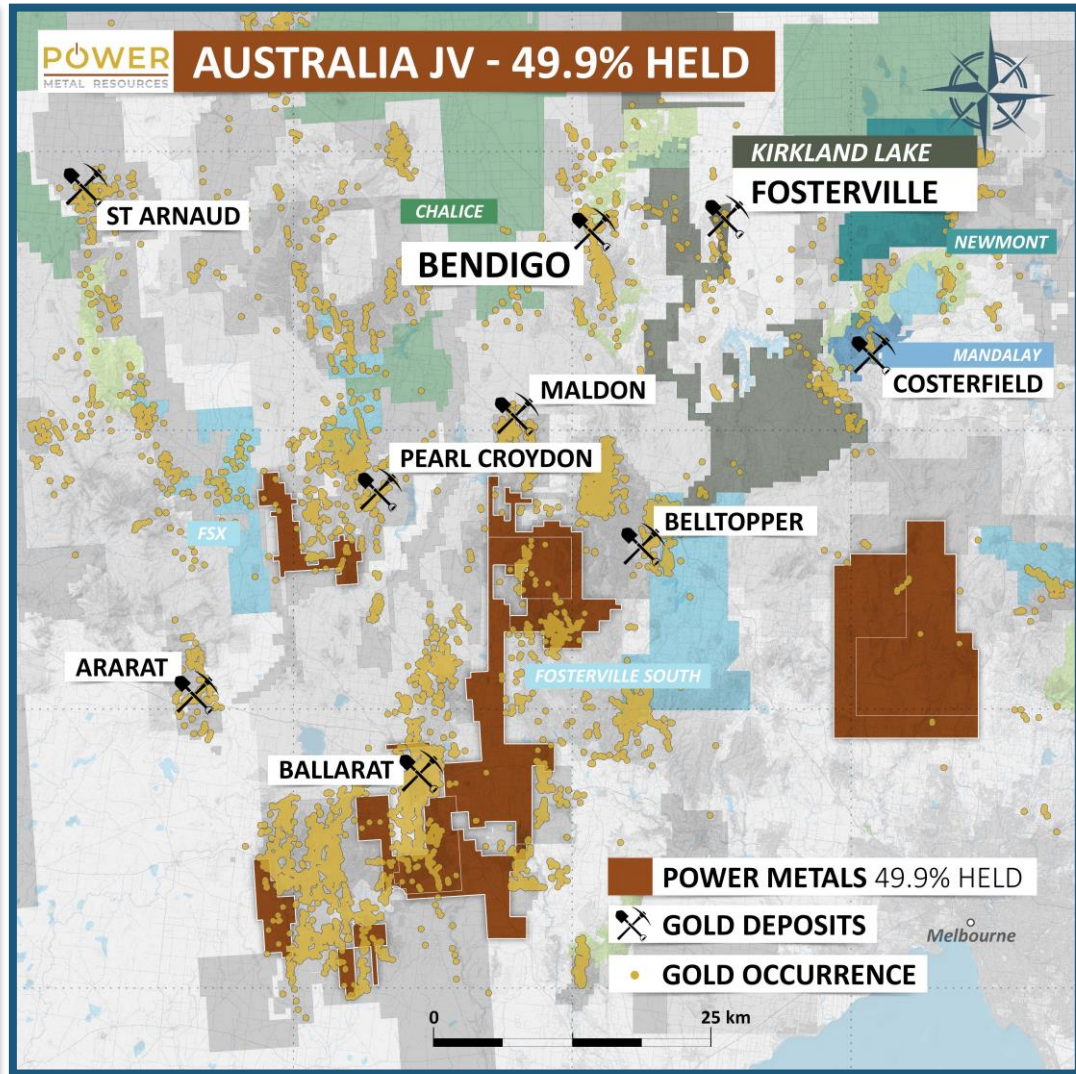 POWER
METAL RESOURCES
AUSTRALIA JV - 49.9% HELD
KIRKLAND LAKE
FOSTERVILLE
ST ARNAUD
CHALICE
BENDIGO
NEWMONT
MANDALAY
COSTERFIELD
MALDON
PEARL CROYDON
BELLTOPPER
FSX
ARARAT
FOSTERVILLE SOUTH
BALLARAT
POWER METALS 49.9% HELD
GOLD DEPOSITS
Melbourne
GOLD OCCURRENCE
0 25 km